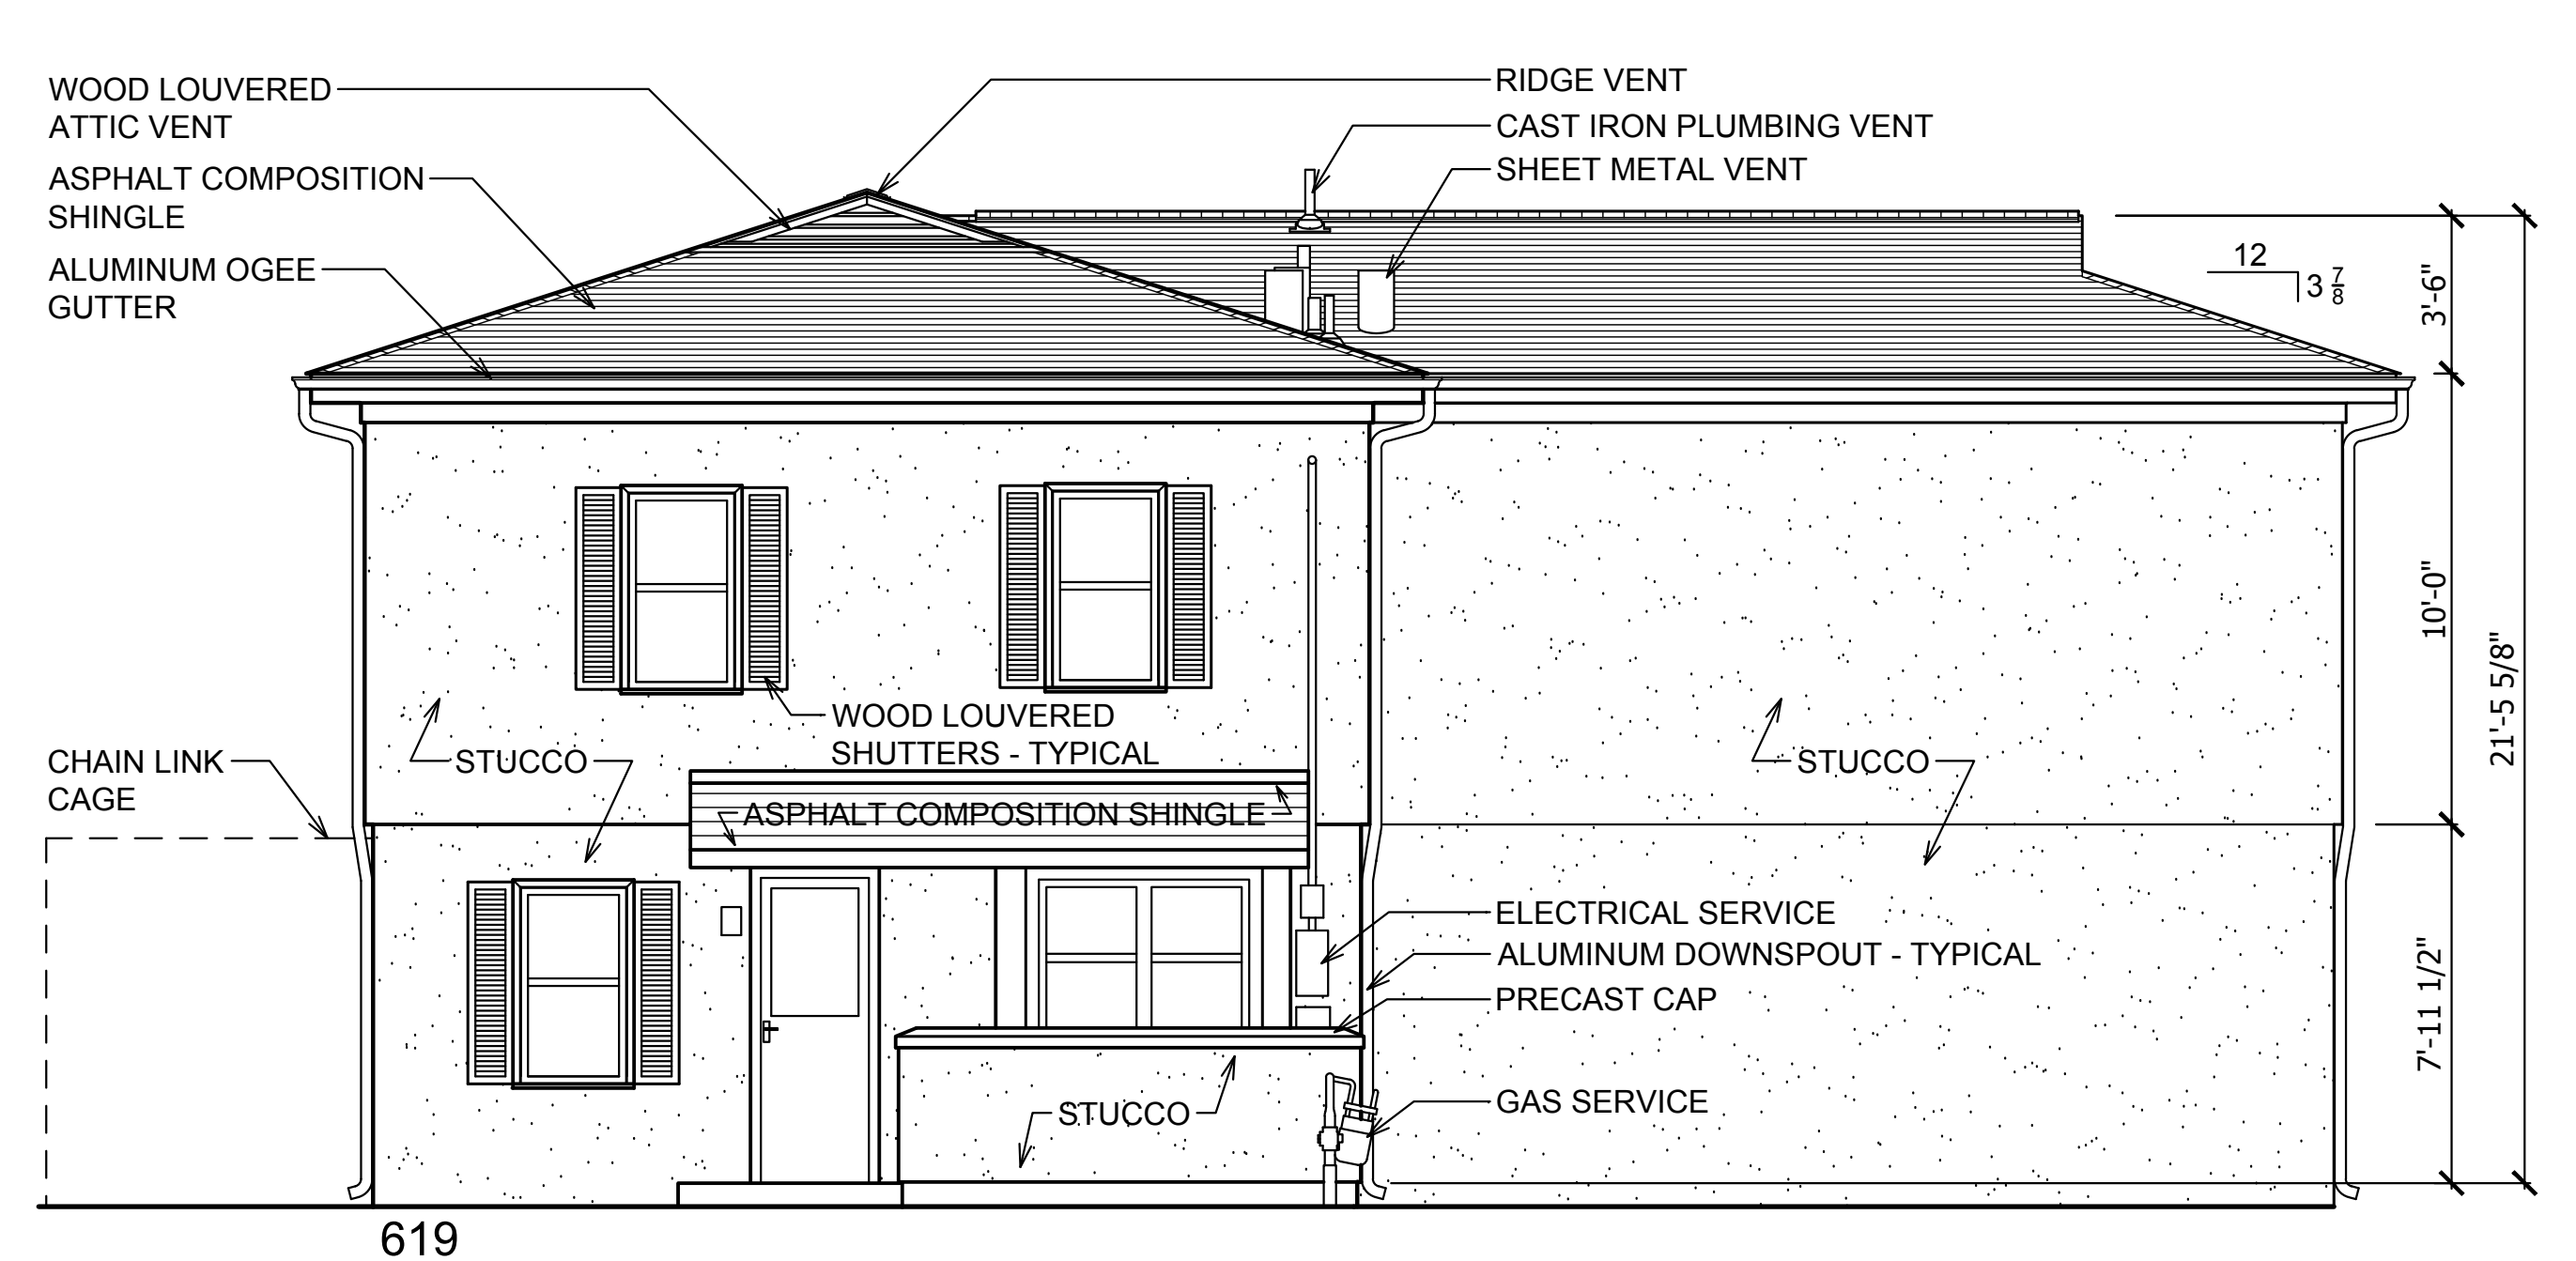 WOOD LOUVERED
ATTIC VENT
ASPHALT COMPOSITION
SHINGLE
ALUMINUM OGEE
GUTTER
RIDGE VENT
CAST IRON PLUMBING VENT
SHEET METAL VENT
12
3 7/8
3'-6"
10'-0"
21'-5 5/8"
7'-11 1/2"
WOOD LOUVERED
SHUTTERS - TYPICAL
STUCCO
STUCCO
CHAIN LINK
CAGE
ASPHALT COMPOSITION SHINGLE
ELECTRICAL SERVICE
ALUMINUM DOWNSPOUT - TYPICAL
PRECAST CAP
GAS SERVICE
STUCCO
619